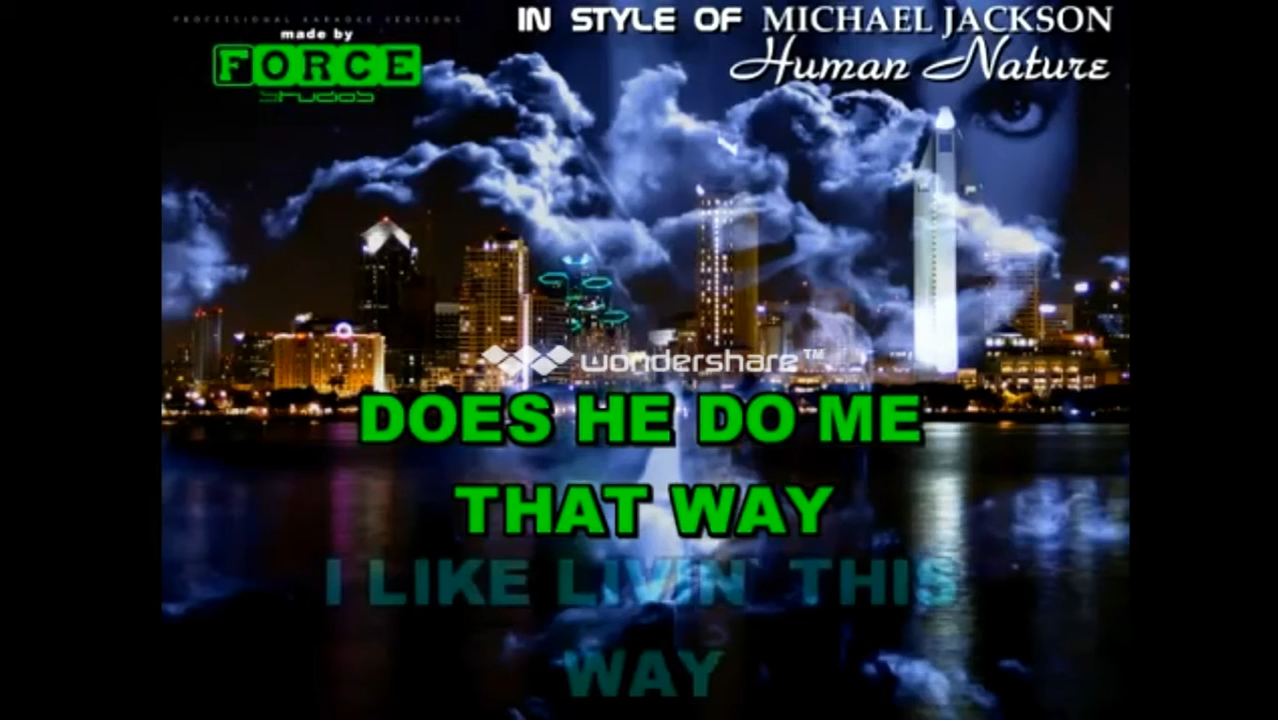 PROFESSIONAL KARAOKE VERSIONS
made by
FORCE
studios
IN STYLE OF MICHAEL JACKSON
Human Nature
wondershare™
DOES HE DO ME
THAT WAY
I LIKE LIVIN' THIS
WAY